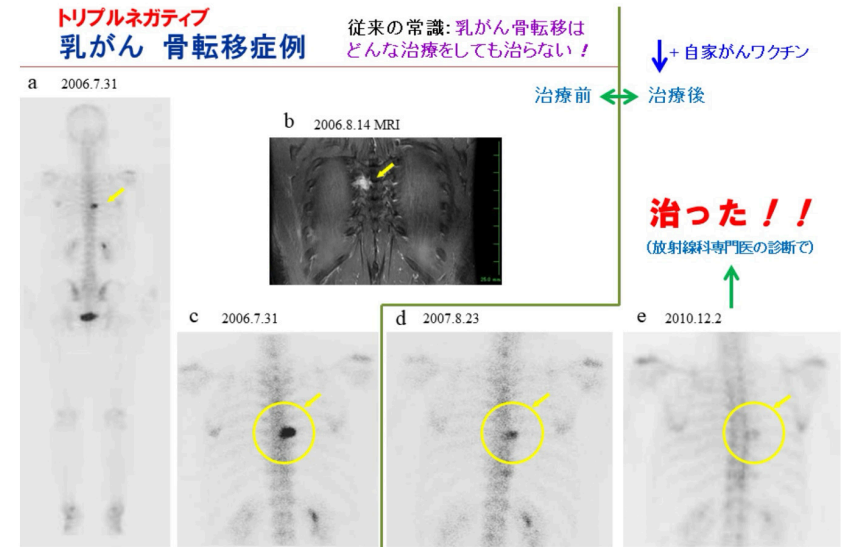 トリプルネガティブ
乳がん 骨転移症例
従来の常識:乳がん骨転移は
どんな治療をしても治らない!
+ 自家がんワクチン
治療前
治療後
a 2006.7.31
b 2006.8.14 MRI
治った!!
(放射線科専門医の診断で)
c 2006.7.31
d 2007.8.23
e 2010.12.2